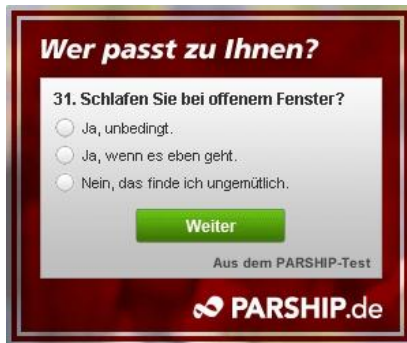 Wer passt zu Ihnen?
31. Schlafen Sie bei offenem Fenster?
Ja, unbedingt.
Ja, wenn es eben geht.
Nein, das finde ich ungemütlich.
Weiter
Aus dem PARSHIP-Test
PARSHIP.de